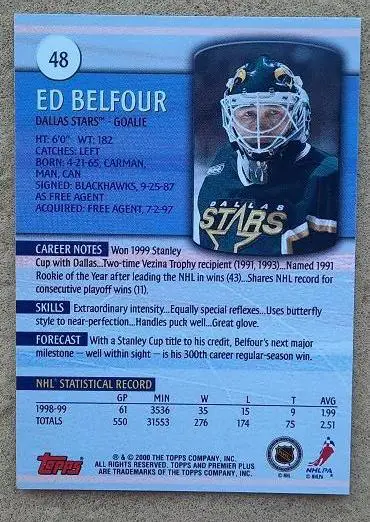 48
ED BELFOUR
DALLAS STARS™ - GOALIE
HT: 6'0" WT: 182
CATCHES: LEFT
BORN: 4-21-65, CARMAN,
MAN, CAN
SIGNED: BLACKHAWKS, 9-25-87
AS FREE AGENT
ACQUIRED: FREE AGENT, 7-2-97
DALLAS
STARS
CAREER NOTES Won 1999 Stanley
Cup with Dallas...Two-time Vezina Trophy recipient (1991, 1993)...Named 1991
Rookie of the Year after leading the NHL in wins (43)...Shares NHL record for
consecutive playoff wins (11).
SKILLS Extraordinary intensity...Equally special reflexes...Uses butterfly
style to near-perfection...Handles puck well...Great glove.
FORECAST With a Stanley Cup title to his credit, Belfour's next major
milestone — well within sight — is his 300th career regular-season win.
NHL STATISTICAL RECORD
GP MIN W L T AVG
1998-99 61 3536 35 15 9 1.99
TOTALS 550 31553 276 174 75 2.51
Topps
® & © 2000 THE TOPPS COMPANY, INC.
ALL RIGHTS RESERVED. TOPPS AND PREMIER PLUS
ARE TRADEMARKS OF THE TOPPS COMPANY, INC.
NHL
© NHL
NHLPA
© NHLPA